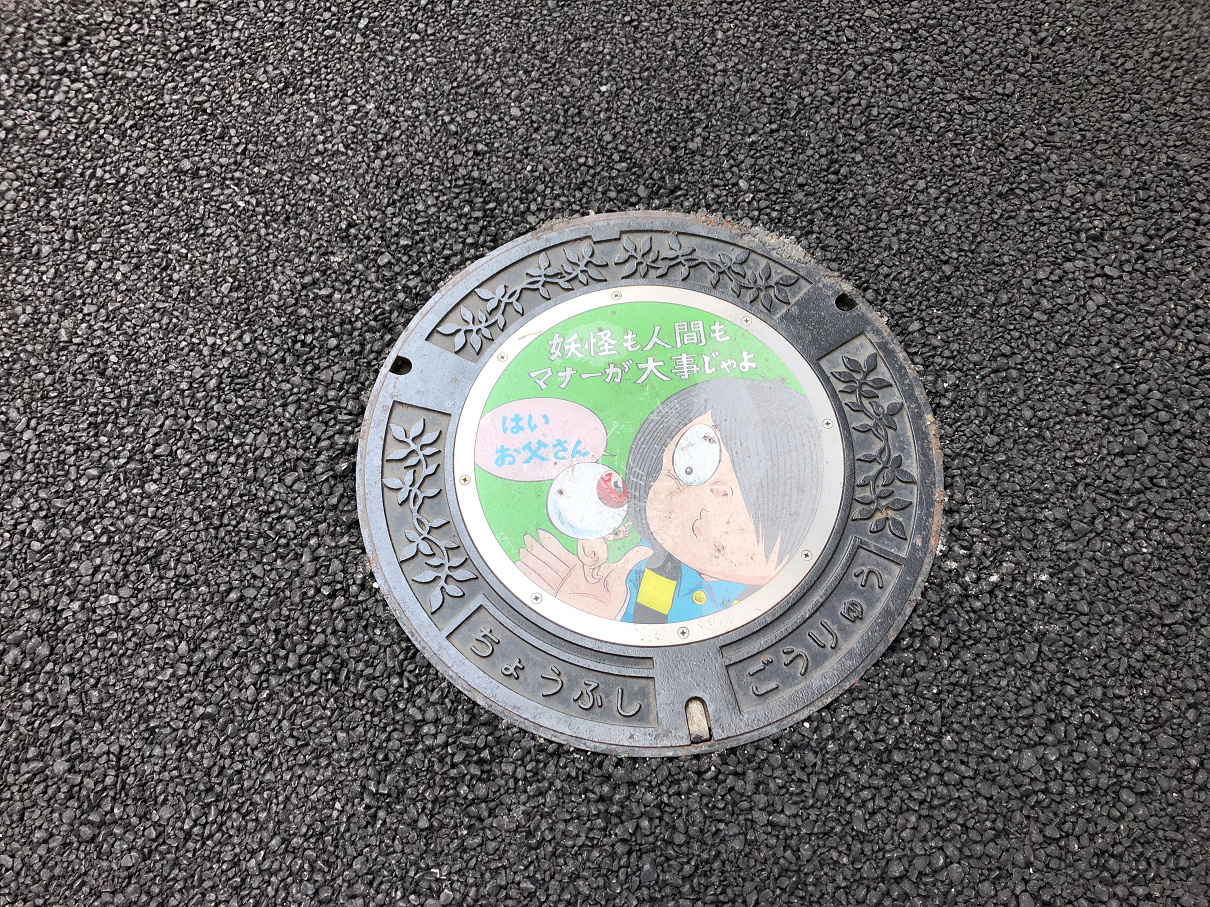 妖怪も人間も
マナーが大事じゃよ
はい
お父さん
ちょうふし
ごうりゅう